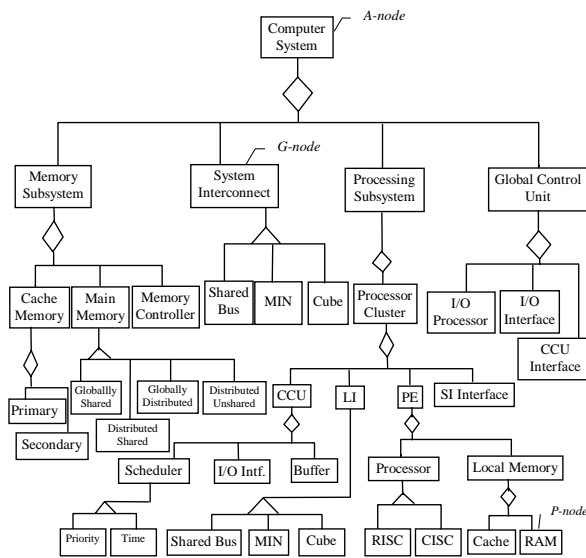 A-node
Computer
System
G-node
Memory
Subsystem
System
Interconnect
Processing
Subsystem
Global Control
Unit
Cache
Memory
Main
Memory
Memory
Controller
Shared
Bus
MIN
Cube
Processor
Cluster
I/O
Processor
I/O
Interface
CCU
Interface
Primary
Secondary
Globallly
Shared
Distributed
Shared
Globally
Distributed
Distributed
Unshared
CCU
LI
PE
SI Interface
Scheduler
I/O Intf.
Buffer
Processor
Local Memory
P-node
Priority
Time
Shared Bus
MIN
Cube
RISC
CISC
Cache
RAM